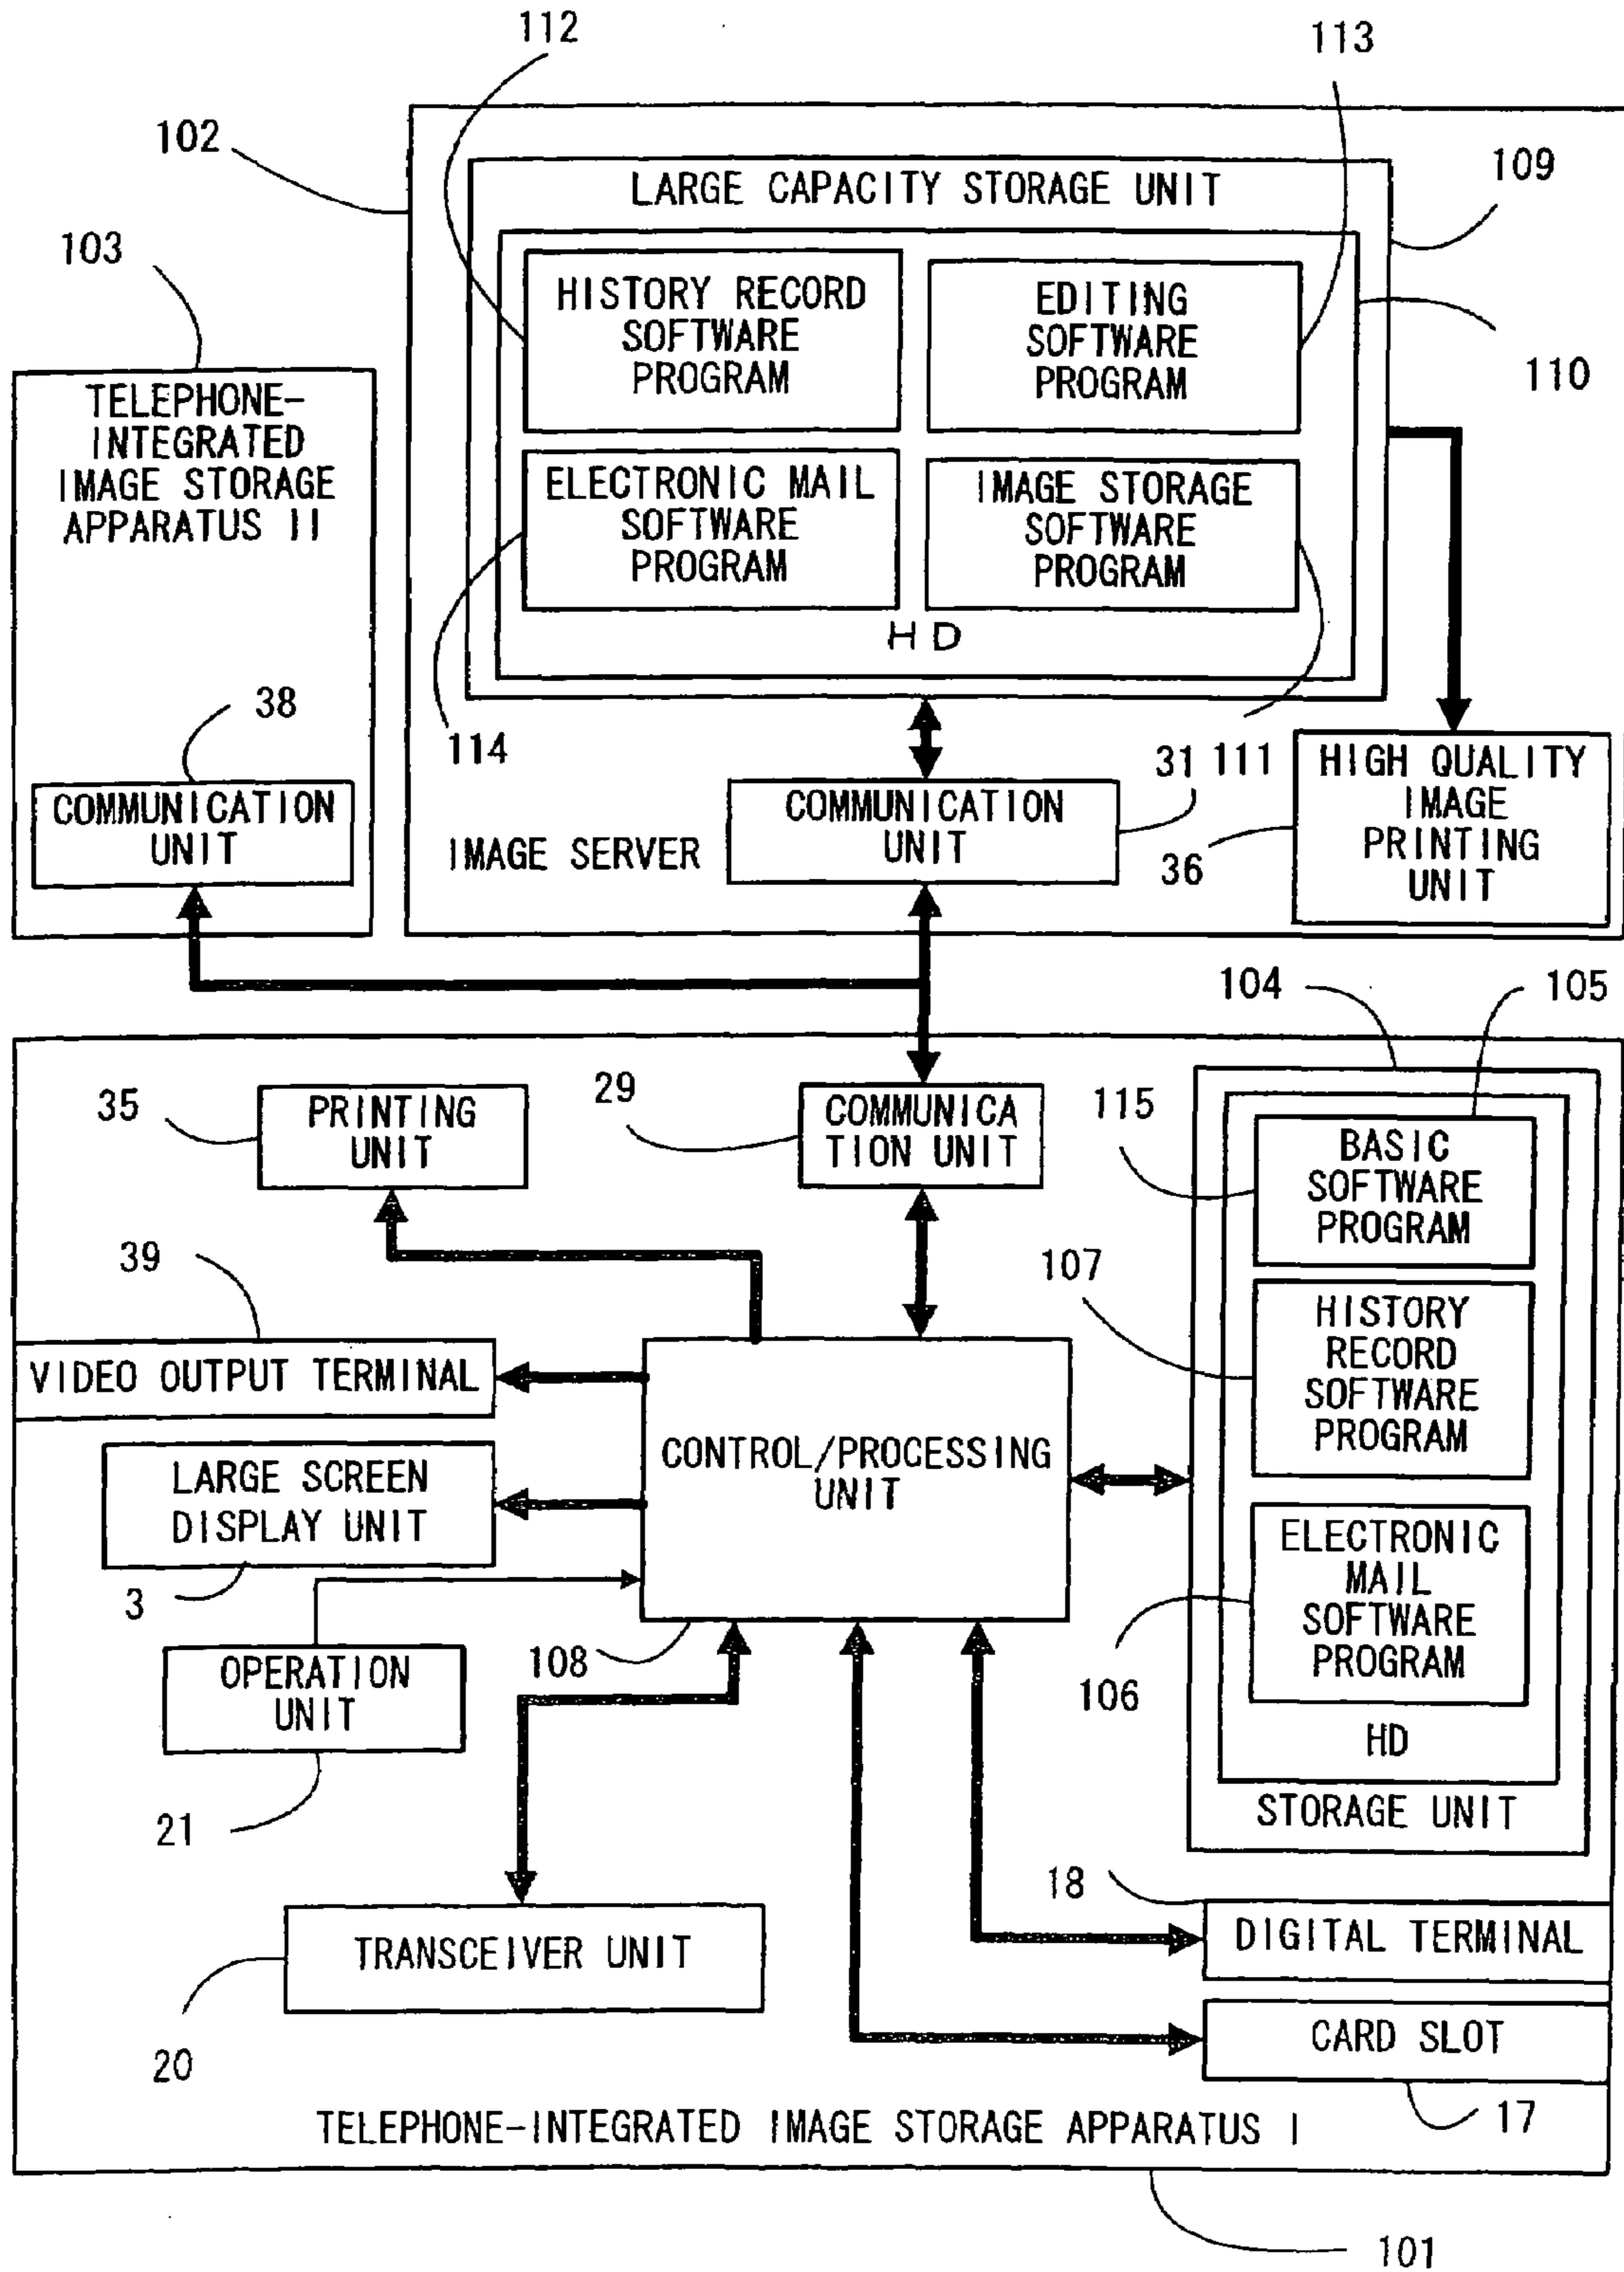 112
113
102
109
LARGE CAPACITY STORAGE UNIT
103
HISTORY RECORD
SOFTWARE
PROGRAM
EDITING
SOFTWARE
PROGRAM
110
TELEPHONE-
INTEGRATED
IMAGE STORAGE
APPARATUS II
ELECTRONIC MAIL
SOFTWARE
PROGRAM
IMAGE STORAGE
SOFTWARE
PROGRAM
HD
38
114
31
111
COMMUNICATION
UNIT
IMAGE SERVER
COMMUNICATION
UNIT
36
HIGH QUALITY
IMAGE
PRINTING
UNIT
104
105
35
PRINTING
UNIT
29
COMMUNICA
TION UNIT
115
BASIC
SOFTWARE
PROGRAM
39
107
HISTORY
RECORD
SOFTWARE
PROGRAM
VIDEO OUTPUT TERMINAL
CONTROL/PROCESSING
UNIT
LARGE SCREEN
DISPLAY UNIT
3
ELECTRONIC
MAIL
SOFTWARE
PROGRAM
108
106
OPERATION
UNIT
HD
21
STORAGE UNIT
18
DIGITAL TERMINAL
TRANSCEIVER UNIT
20
CARD SLOT
17
TELEPHONE-INTEGRATED IMAGE STORAGE APPARATUS I
101